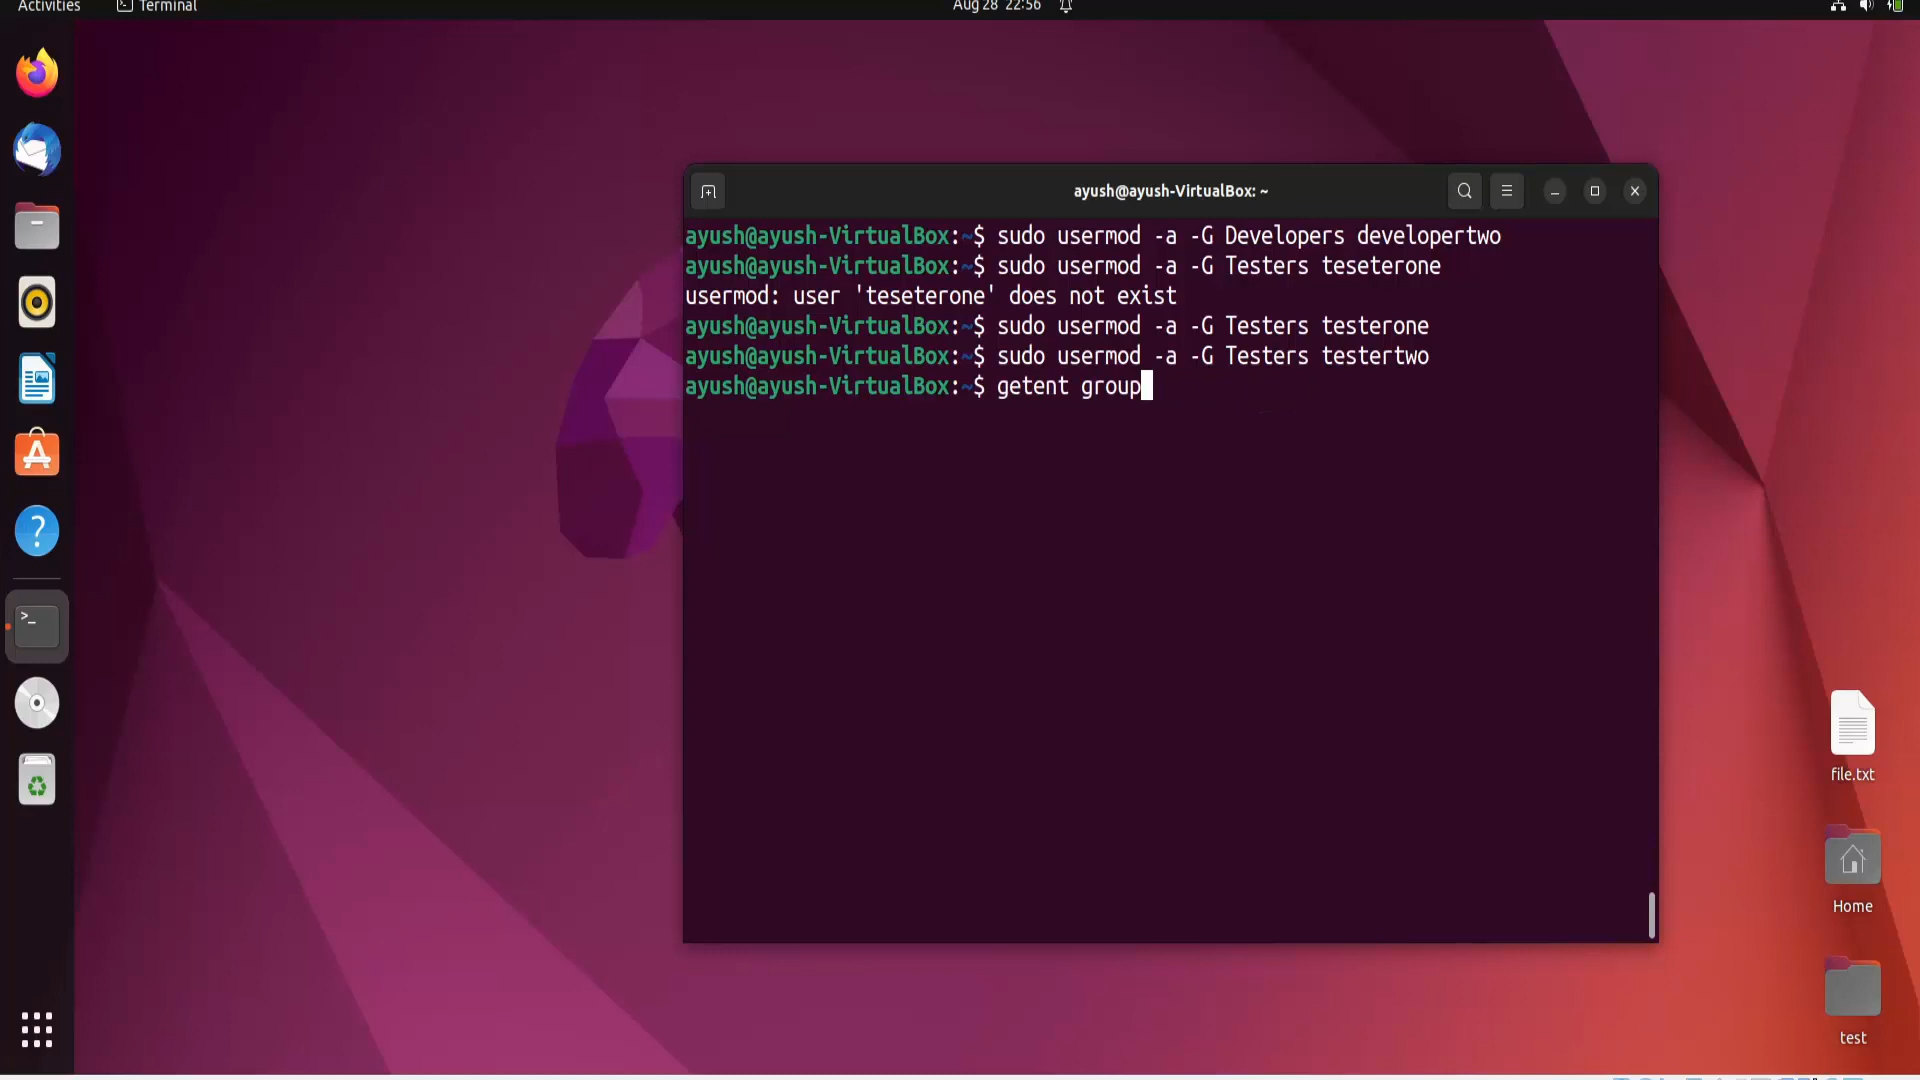 Activities
Terminal
Aug 28 22:56
ayush@ayush-VirtualBox: ~
ayush@ayush-VirtualBox:~$ sudo usermod -a -G Developers developertwo
ayush@ayush-VirtualBox:~$ sudo usermod -a -G Testers teseterone
usermod: user 'teseterone' does not exist
ayush@ayush-VirtualBox:~$ sudo usermod -a -G Testers testerone
ayush@ayush-VirtualBox:~$ sudo usermod -a -G Testers testertwo
ayush@ayush-VirtualBox:~$ getent group
file.txt
Home
test